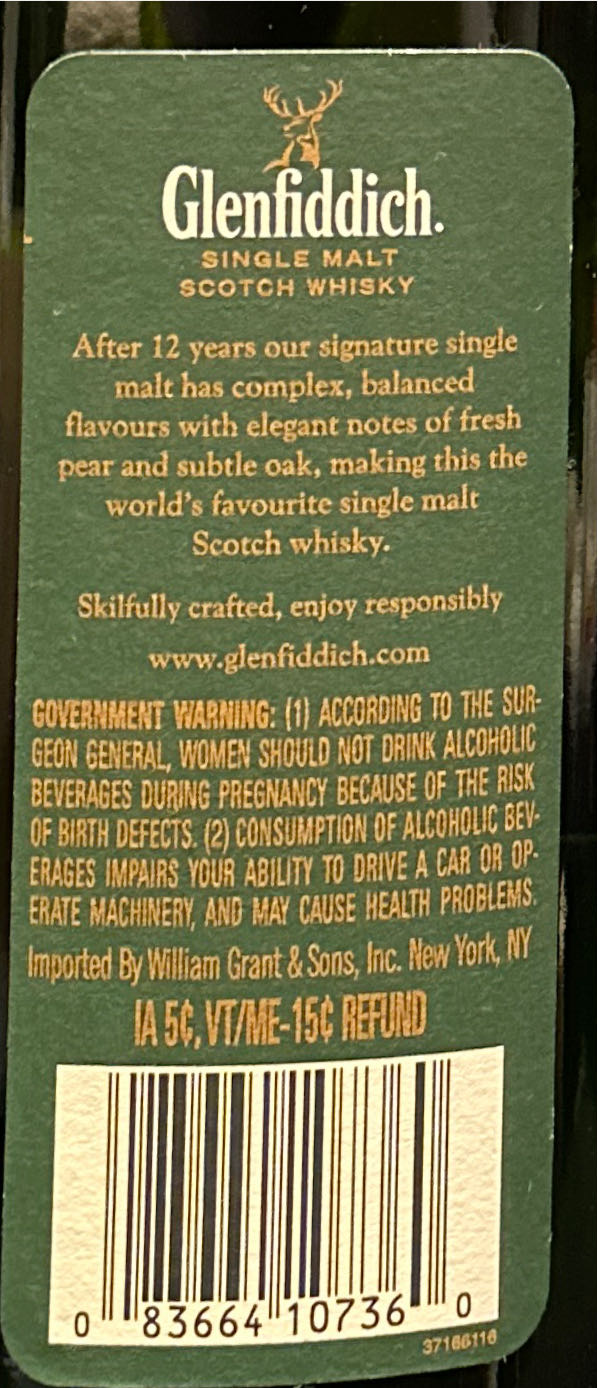 Glenfiddich.
SINGLE MALT
SCOTCH WHISKY
After 12 years our signature single
malt has complex, balanced
flavours with elegant notes of fresh
pear and subtle oak, making this the
world's favourite single malt
Scotch whisky.
Skilfully crafted, enjoy responsibly
www.glenfiddich.com
GOVERNMENT WARNING: (1) ACCORDING TO THE SUR-
GEON GENERAL, WOMEN SHOULD NOT DRINK ALCOHOLIC
BEVERAGES DURING PREGNANCY BECAUSE OF THE RISK
OF BIRTH DEFECTS. (2) CONSUMPTION OF ALCOHOLIC BEV-
ERAGES IMPAIRS YOUR ABILITY TO DRIVE A CAR OR OP-
ERATE MACHINERY, AND MAY CAUSE HEALTH PROBLEMS.
Imported By William Grant & Sons, Inc. New York, NY
IA 5¢, VT/ME-15¢ REFUND
0 83664 10736 0
37166116